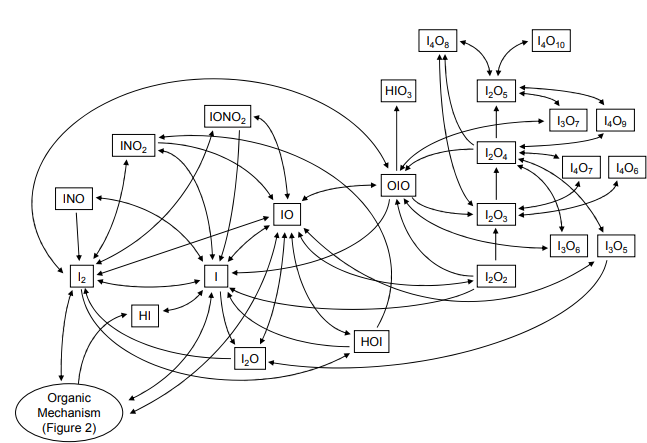 I₄O₈
I₄O₁₀
HIO₃
I₂O₅
IONO₂
I₃O₇
I₄O₉
INO₂
I₂O₄
I₄O₇
I₄O₆
OIO
INO
IO
I₂O₃
I₃O₆
I₃O₅
I₂
I
I₂O₂
HI
HOI
I₂O
Organic
Mechanism
(Figure 2)